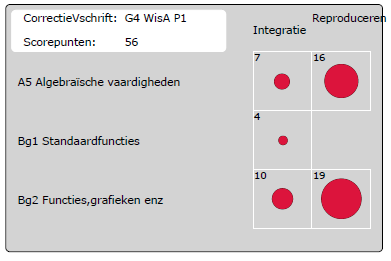 CorrectieVschrift: G4 WisA P1
Scorepunten: 56
Integratie
Reproduceren
A5 Algebraïsche vaardigheden
7
16
Bg1 Standaardfuncties
4
Bg2 Functies,grafieken enz
10
19